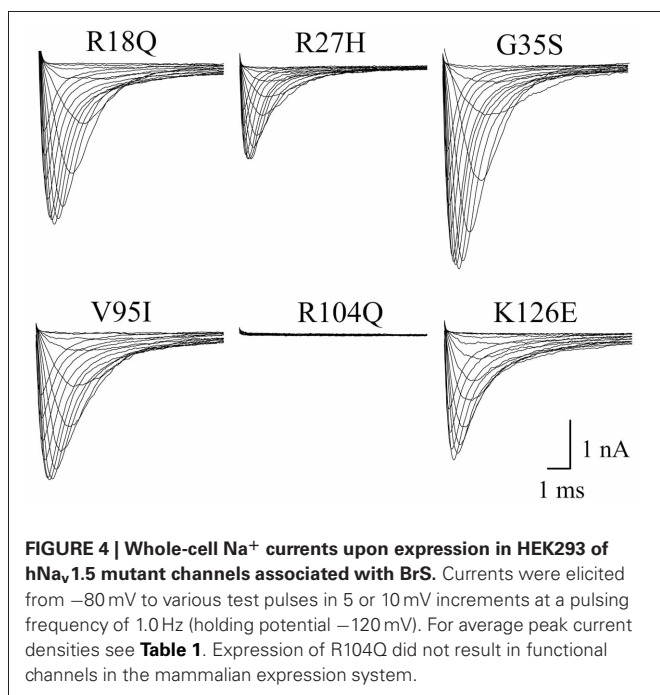 R18Q R27H G35S
V95I R104Q K126E
1 nA
1 ms
FIGURE 4 | Whole-cell Na+ currents upon expression in HEK293 of
hNav1.5 mutant channels associated with BrS. Currents were elicited
from −80 mV to various test pulses in 5 or 10 mV increments at a pulsing
frequency of 1.0 Hz (holding potential −120 mV). For average peak current
densities see Table 1. Expression of R104Q did not result in functional
channels in the mammalian expression system.